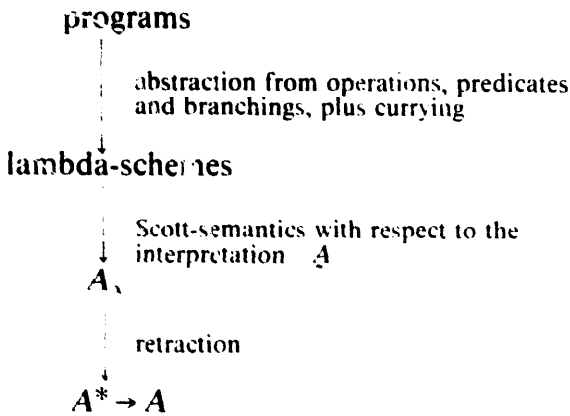 programs
abstraction from operations, predicates
and branchings, plus currying
lambda-schemes
Scott-semantics with respect to the
interpretation A
A
retraction
A* → A